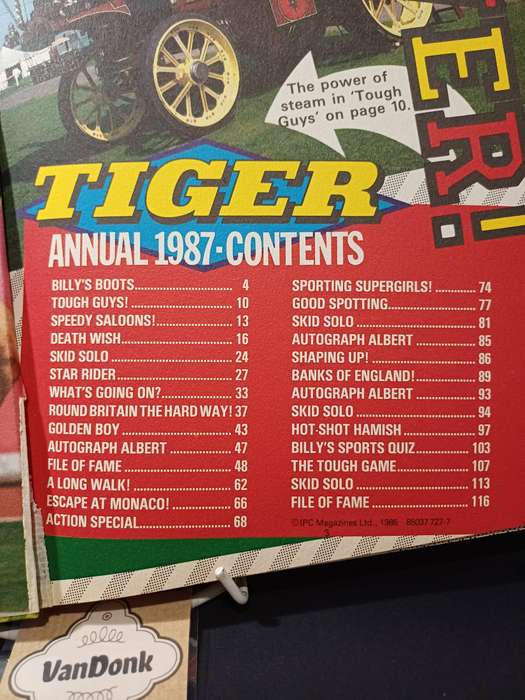 The power of
steam in 'Tough
Guys' on page 10.
ER!
TIGER
ANNUAL 1987·CONTENTS
BILLY'S BOOTS 4
TOUGH GUYS! 10
SPEEDY SALOONS! 13
DEATH WISH 16
SKID SOLO 24
STAR RIDER 27
WHAT'S GOING ON? 33
ROUND BRITAIN THE HARD WAY! 37
GOLDEN BOY 43
AUTOGRAPH ALBERT 47
FILE OF FAME 48
A LONG WALK! 62
ESCAPE AT MONACO! 66
ACTION SPECIAL 68
SPORTING SUPERGIRLS! 74
GOOD SPOTTING 77
SKID SOLO 81
AUTOGRAPH ALBERT 85
SHAPING UP! 86
BANKS OF ENGLAND! 89
AUTOGRAPH ALBERT 93
SKID SOLO 94
HOT-SHOT HAMISH 97
BILLY'S SPORTS QUIZ 103
THE TOUGH GAME 107
SKID SOLO 113
FILE OF FAME 116
©IPC Magazines Ltd., 1986 85037-727-7
3
VanDonk